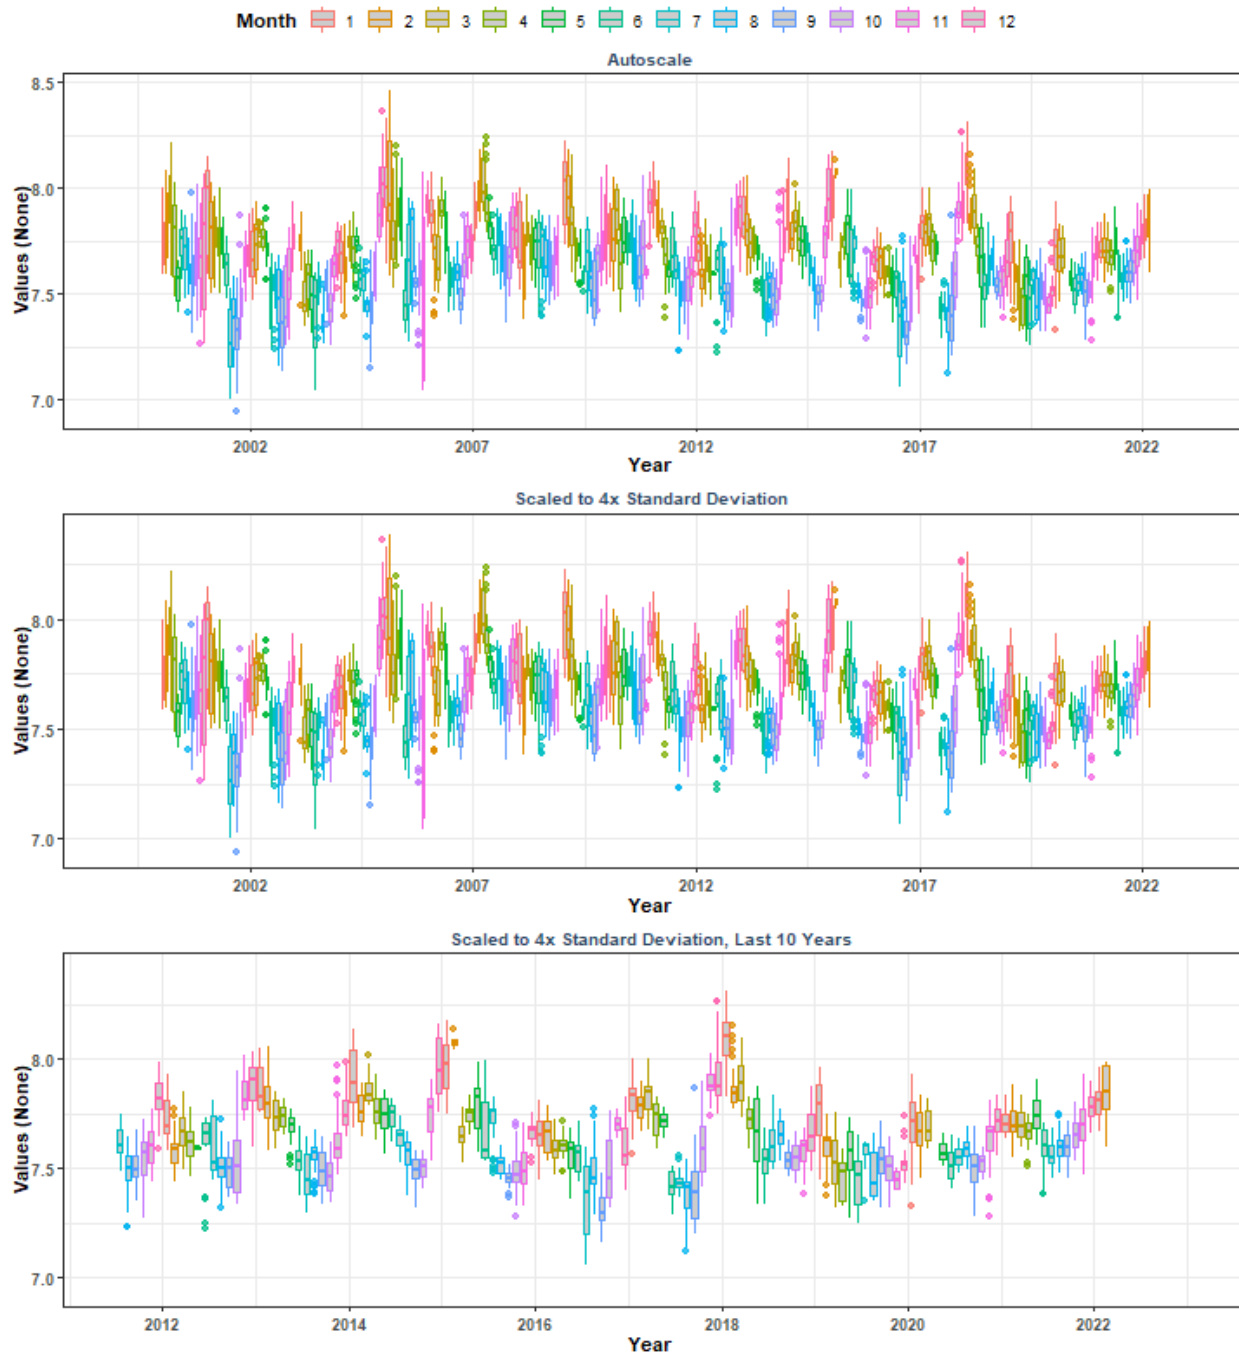 Month 1 2 3 4 5 6 7 8 9 10 11 12
Autoscale
8.5
8.0
7.5
7.0
Values (None)
2002 2007 2012 2017 2022
Year
Scaled to 4x Standard Deviation
8.0
7.5
7.0
Values (None)
2002 2007 2012 2017 2022
Year
Scaled to 4x Standard Deviation, Last 10 Years
8.0
7.5
7.0
Values (None)
2012 2014 2016 2018 2020 2022
Year